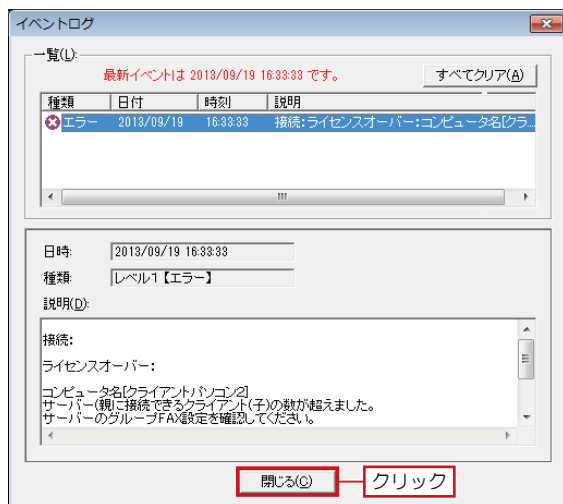 イベントログ
一覧(L):
最新イベントは 2013/09/19 16:33:33 です。
すべてクリア(A)
種類 日付 時刻 説明
エラー 2013/09/19 16:33:33 接続:ライセンスオーバー:コンピュータ名[クラ...
日時: 2013/09/19 16:33:33
種類: レベル1【エラー】
説明(D):
接続:
ライセンスオーバー:
コンピュータ名[クライアントパソコン2]
サーバー(親に接続できるクライアント(子)の数が超えました。
サーバーのグループFAX設定を確認してください。
閉じる(C) クリック